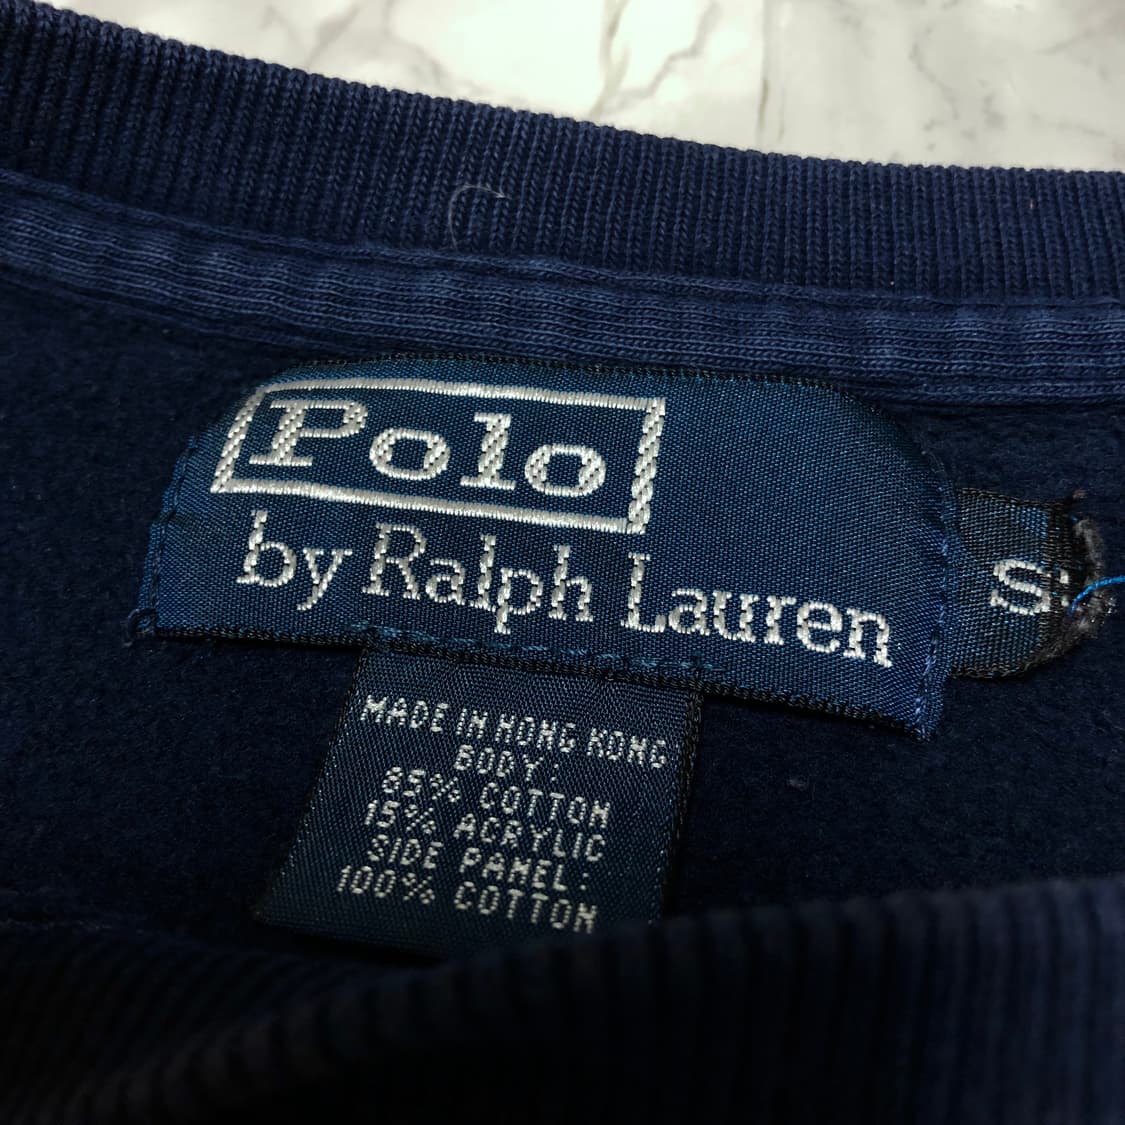 Polo
by Ralph Lauren
S
MADE IN HONG KONG
BODY:
85% COTTON
15% ACRYLIC
SIDE PANEL:
100% COTTON